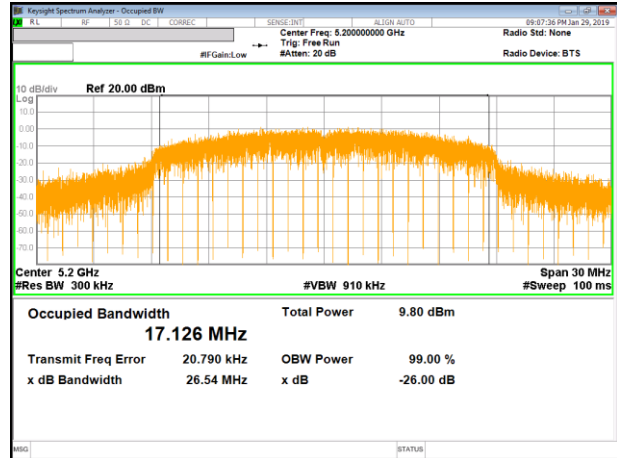 Keysight Spectrum Analyzer - Occupied BW
RL RF 50 Ω DC CORREC SENSE:INT ALIGN AUTO 09:07:36 PM Jan 29, 2019
Center Freq: 5.200000000 GHz Radio Std: None
Trig: Free Run
#IFGain:Low #Atten: 20 dB Radio Device: BTS
10 dB/div Ref 20.00 dBm
Log
10.0
0.00
-10.0
-20.0
-30.0
-40.0
-50.0
-60.0
-70.0
Center 5.2 GHz Span 30 MHz
#Res BW 300 kHz #VBW 910 kHz #Sweep 100 ms
Occupied Bandwidth Total Power 9.80 dBm
17.126 MHz
Transmit Freq Error 20.790 kHz OBW Power 99.00 %
x dB Bandwidth 26.54 MHz x dB -26.00 dB
MSG STATUS